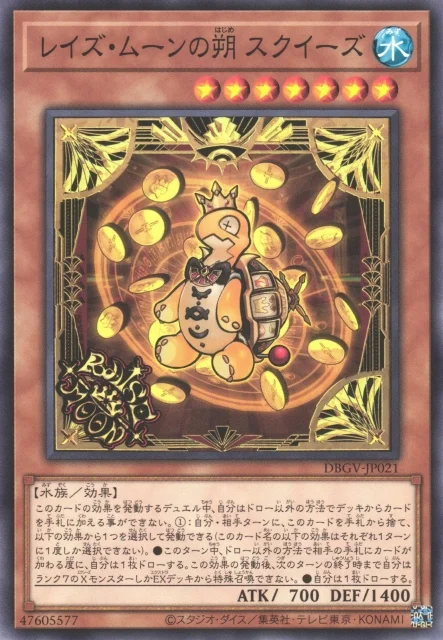 レイズ・ムーンの朔 スクイーズ
はじめ
水
みず
RAISE THE MOON
DBGV-JP021
【水族／効果】
このカードの効果を発動するデュエル中、自分はドロー以外の方法でデッキからカード
を手札に加える事ができない。①：自分・相手ターンに、このカードを手札から捨て、
以下の効果から1つを選択して発動できる(このカード名の以下の効果はそれぞれ1ターン
に1度しか選択できない)。●このターン中、ドロー以外の方法で相手の手札にカードが
加わる度に、自分は1枚ドローする。この効果の発動後、次のターンの終了時まで自分は
ランク7のXモンスターしかEXデッキから特殊召喚できない。●自分は1枚ドローする。
ATK/ 700 DEF/1400
47605577
©スタジオ・ダイス／集英社・テレビ東京・KONAMI